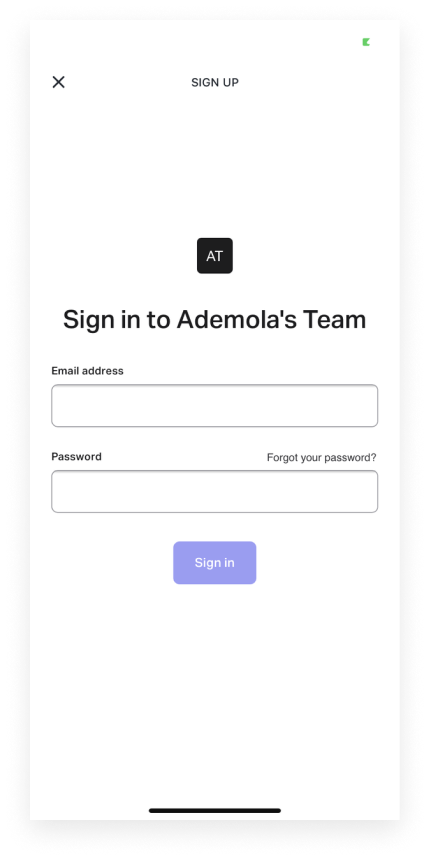 SIGN UP
AT
Sign in to Ademola's Team
Email address
Password Forgot your password?
Sign in